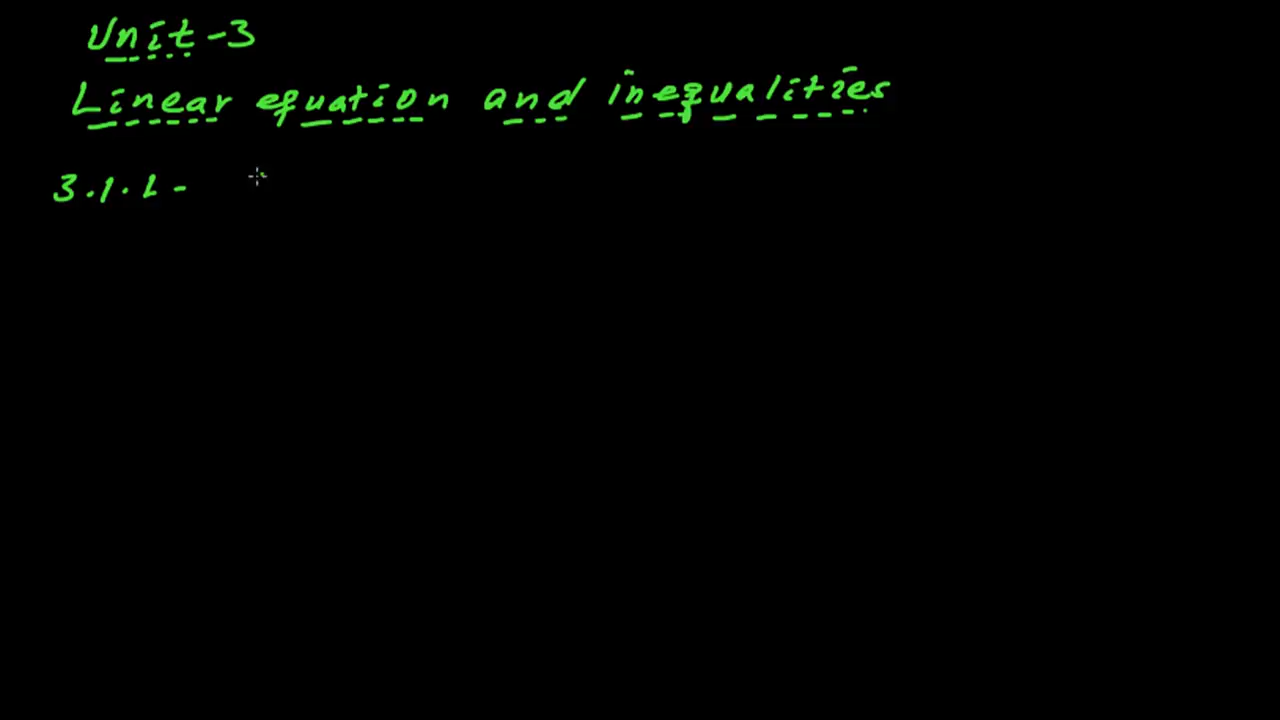 Unit-3
Linear equation and inequalities
3.1.1-